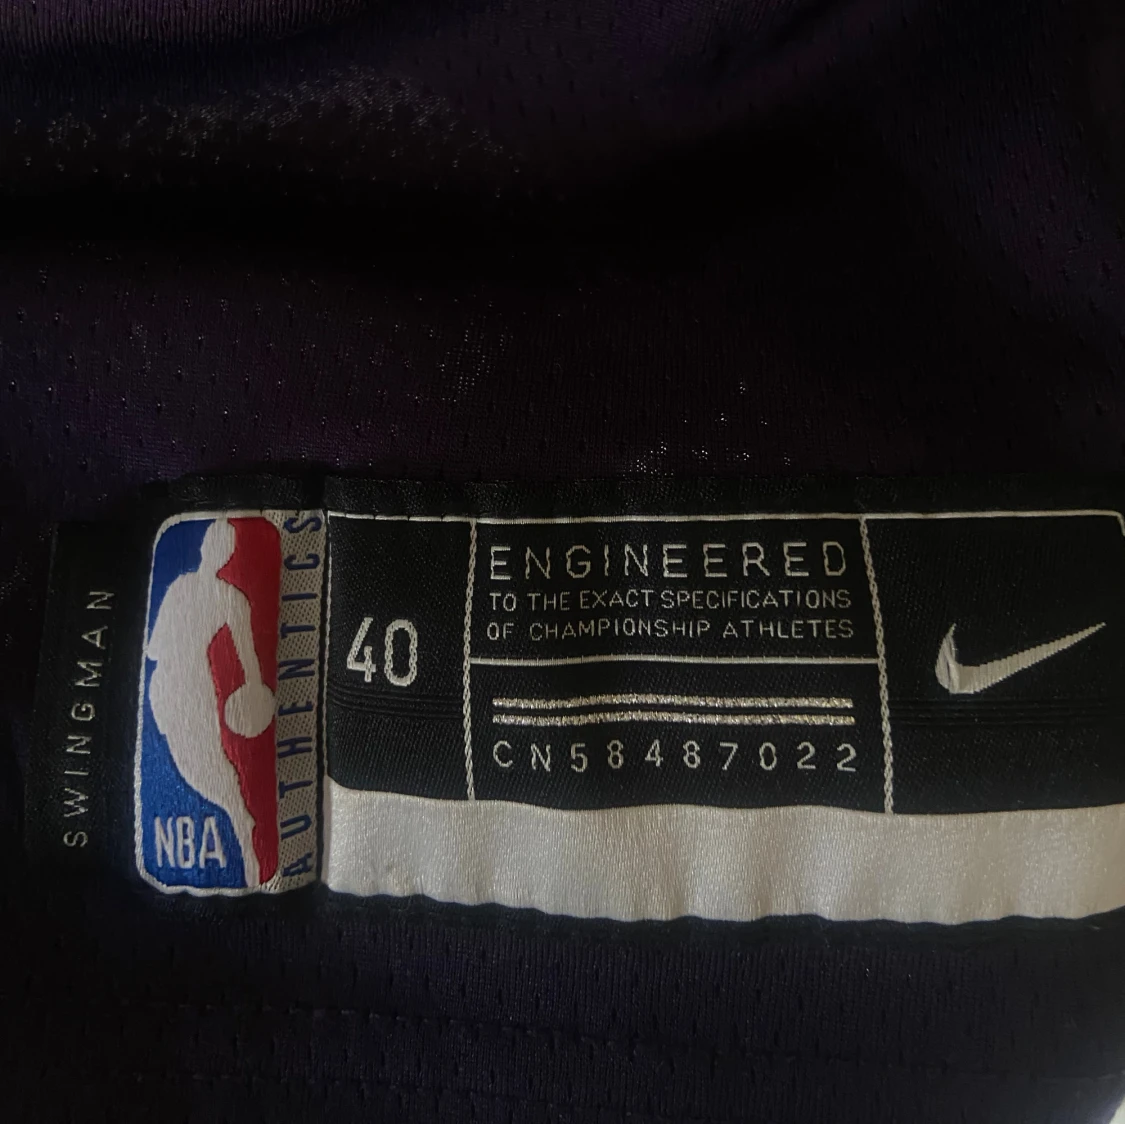 SWINGMAN
NBA
AUTHENTICS
40
ENGINEERED
TO THE EXACT SPECIFICATIONS
OF CHAMPIONSHIP ATHLETES
CN58487022